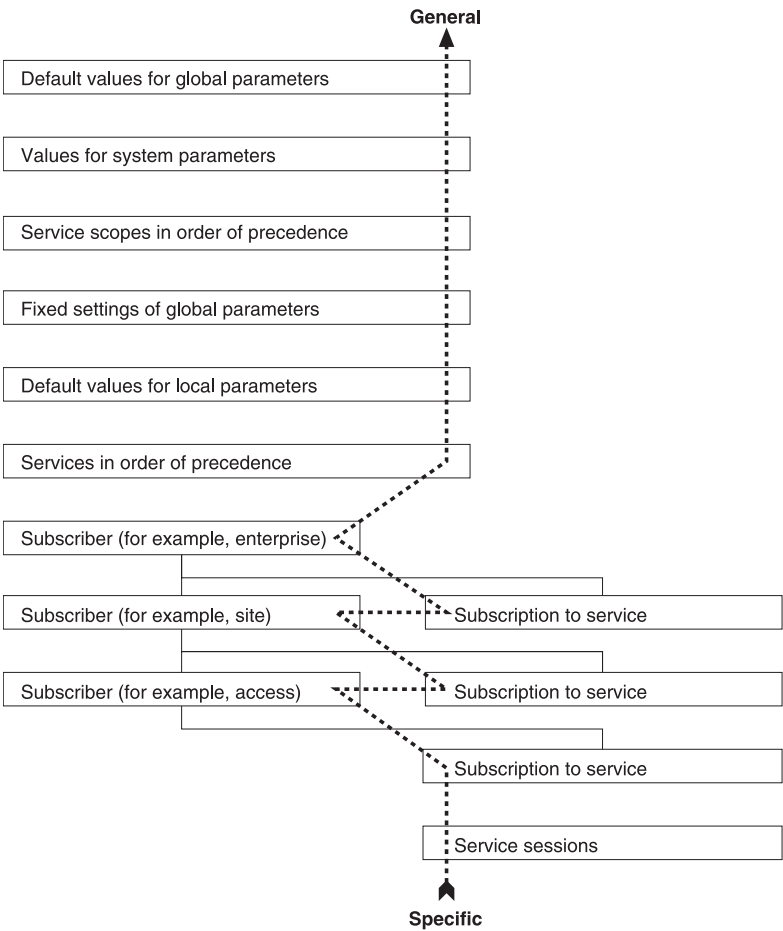 General
Default values for global parameters
Values for system parameters
Service scopes in order of precedence
Fixed settings of global parameters
Default values for local parameters
Services in order of precedence
Subscriber (for example, enterprise)
Subscriber (for example, site)
Subscription to service
Subscriber (for example, access)
Subscription to service
Subscription to service
Service sessions
Specific